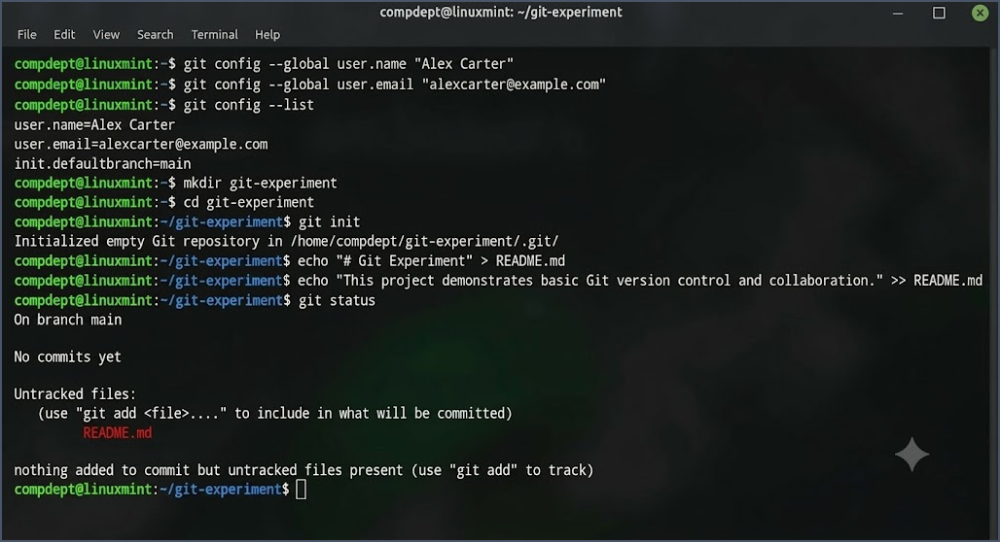 compdept@linuxmint: ~/git-experiment
File Edit View Search Terminal Help
compdept@linuxmint:~$ git config --global user.name "Alex Carter"
compdept@linuxmint:~$ git config --global user.email "alexcarter@example.com"
compdept@linuxmint:~$ git config --list
user.name=Alex Carter
user.email=alexcarter@example.com
init.defaultbranch=main
compdept@linuxmint:~$ mkdir git-experiment
compdept@linuxmint:~$ cd git-experiment
compdept@linuxmint:~/git-experiment$ git init
Initialized empty Git repository in /home/compdept/git-experiment/.git/
compdept@linuxmint:~/git-experiment$ echo "# Git Experiment" > README.md
compdept@linuxmint:~/git-experiment$ echo "This project demonstrates basic Git version control and collaboration." >> README.md
compdept@linuxmint:~/git-experiment$ git status
On branch main
No commits yet
Untracked files:
(use "git add <file>...." to include in what will be committed)
README.md
nothing added to commit but untracked files present (use "git add" to track)
compdept@linuxmint:~/git-experiment$